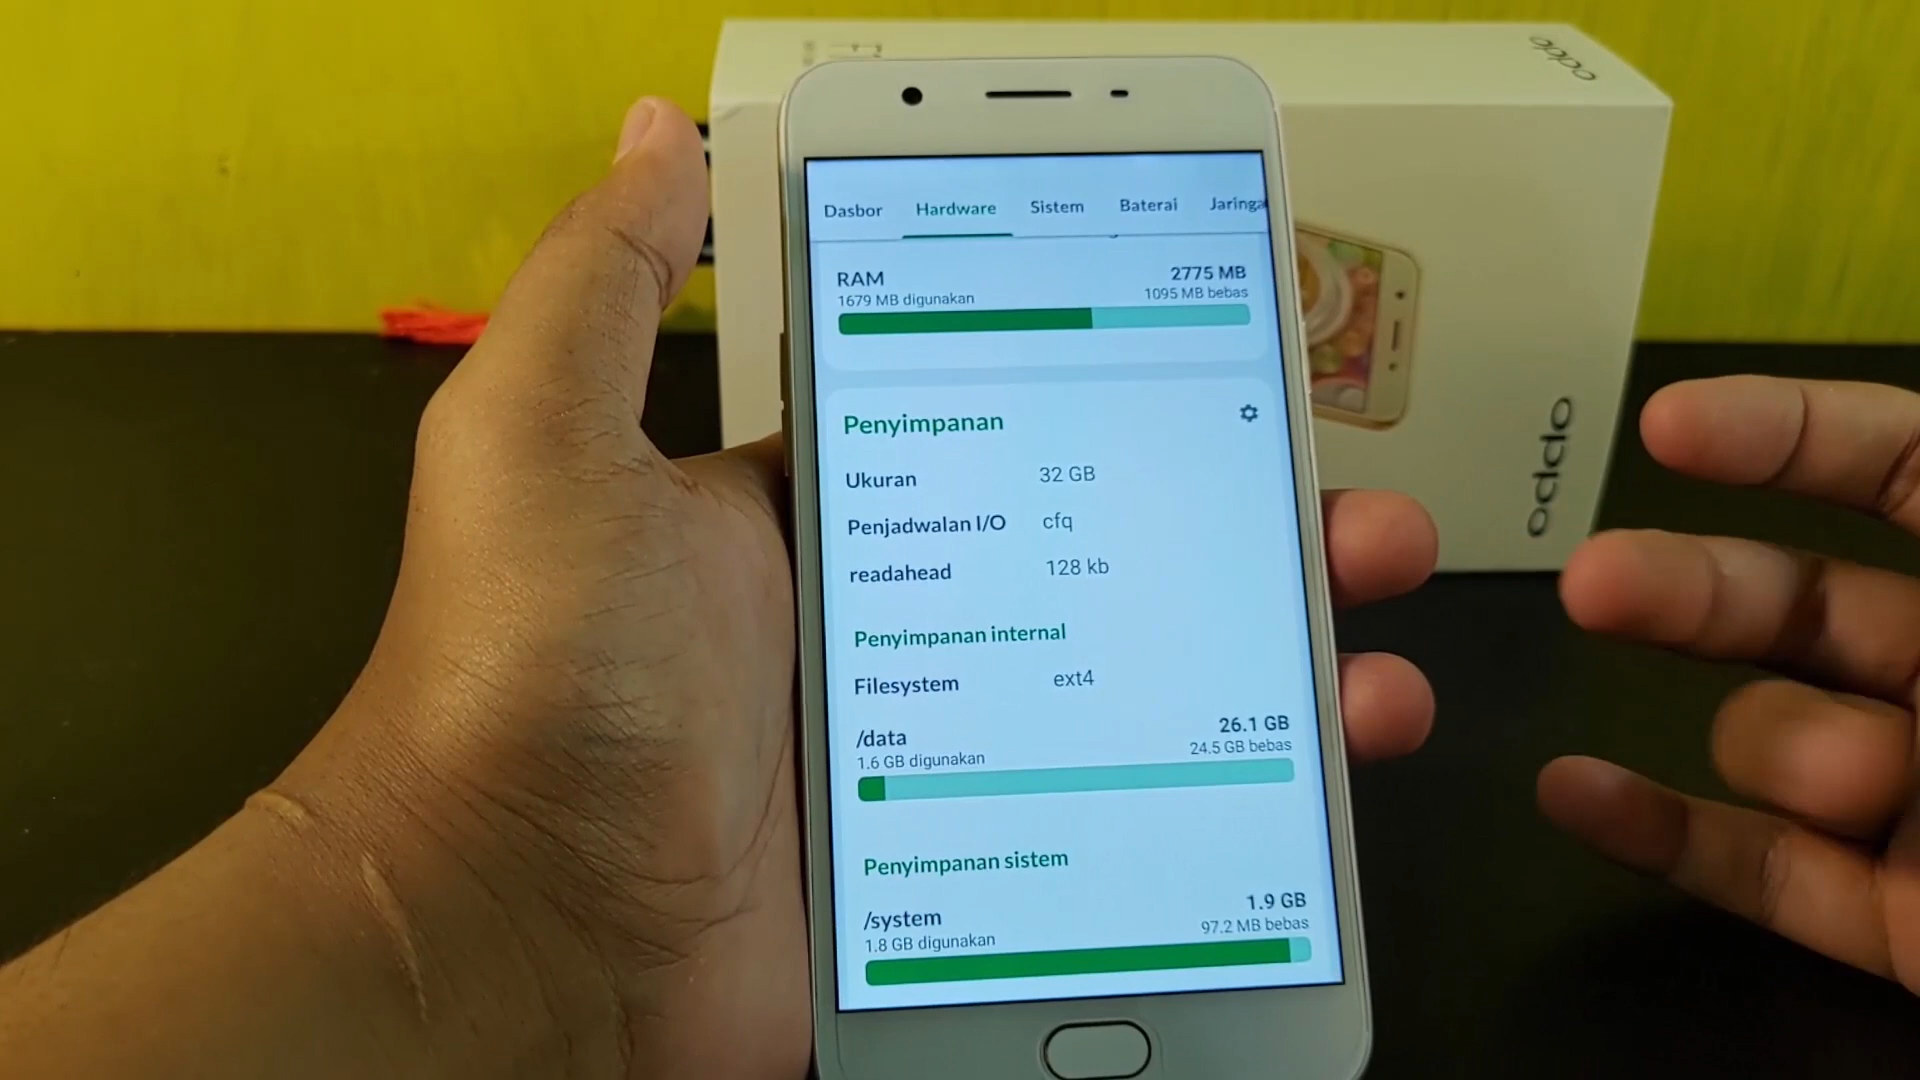 oppo
Dasbor Hardware Sistem Baterai Jaringa
RAM 2775 MB
1679 MB digunakan 1095 MB bebas
Penyimpanan
Ukuran 32 GB
Penjadwalan I/O cfq
readahead 128 kb
Penyimpanan internal
Filesystem ext4
/data 26.1 GB
1.6 GB digunakan 24.5 GB bebas
Penyimpanan sistem
/system 1.9 GB
1.8 GB digunakan 97.2 MB bebas
oppo